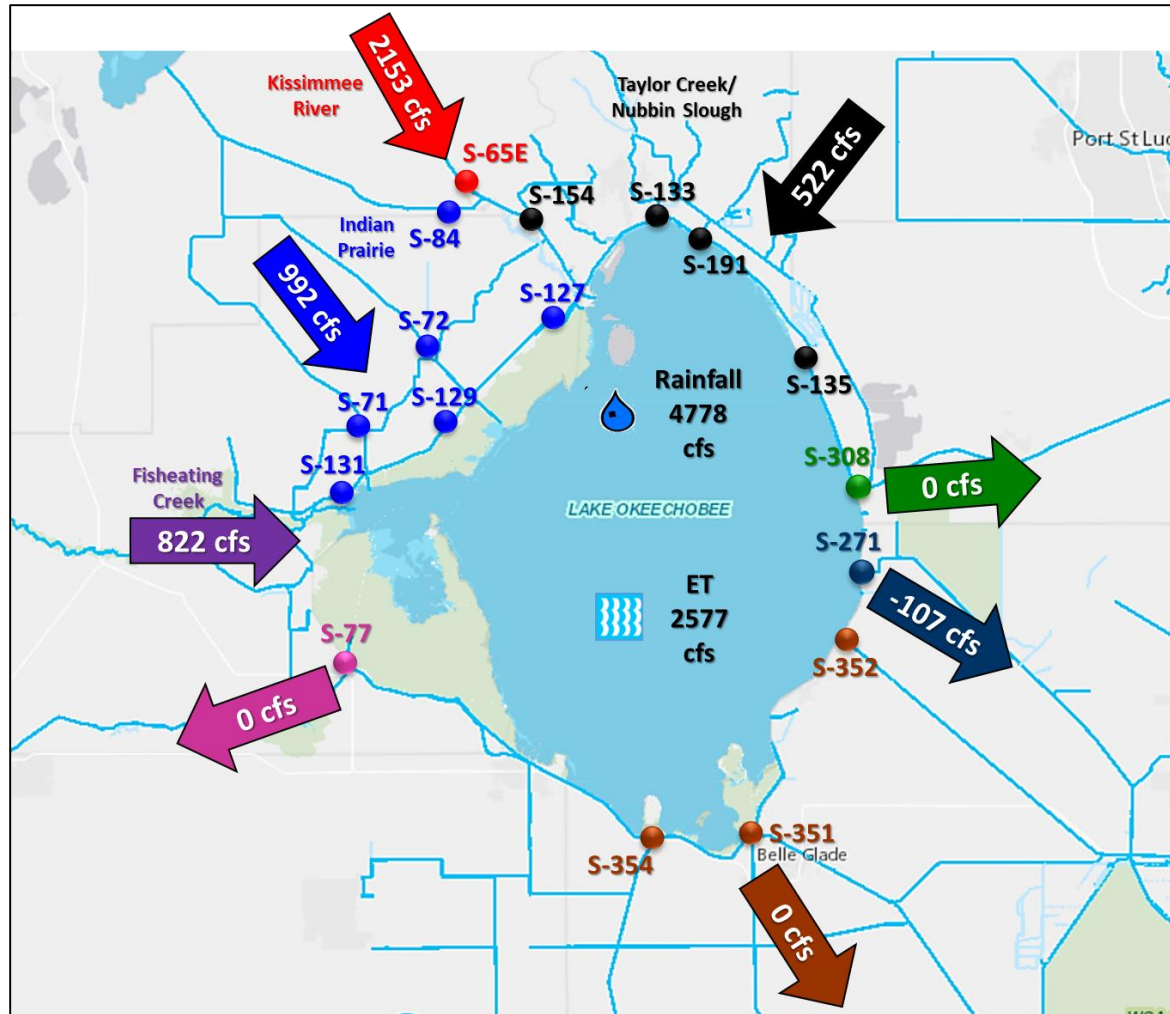 2153 cfs
Kissimmee
River
Taylor Creek/
Nubbin Slough
522 cfs
Port St Luc
S-65E
S-154
S-133
Indian
Prairie
S-84
S-191
992 cfs
S-127
S-72
S-135
Rainfall
4778
cfs
S-71
S-129
S-308
0 cfs
S-131
Fisheating
Creek
822 cfs
LAKE OKEECHOBEE
S-271
-107 cfs
ET
2577
cfs
S-77
S-352
0 cfs
S-354
S-351
Belle Glade
0 cfs